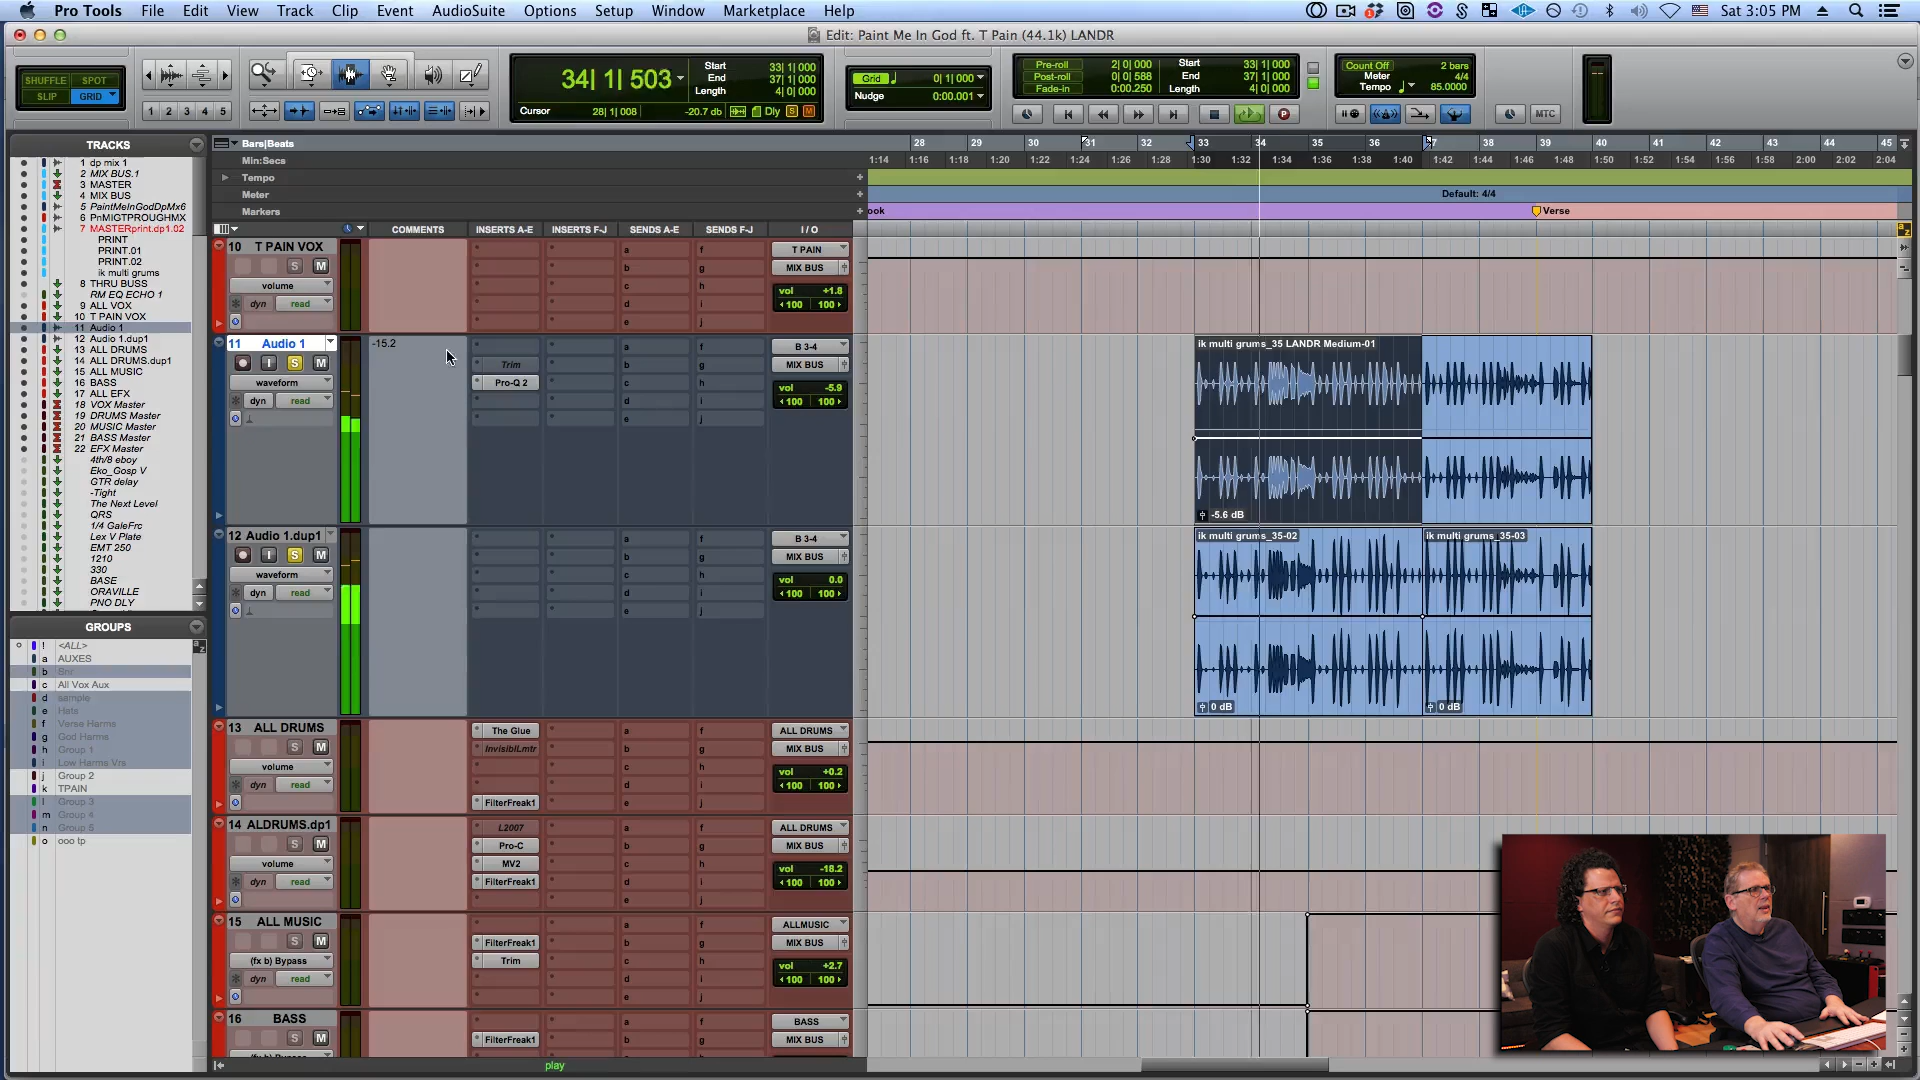 Pro Tools File Edit View Track Clip Event AudioSuite Options Setup Window Marketplace Help Sat 3:05 PM
Edit: Paint Me In God ft. T Pain (44.1k) LANDR
SHUFFLE SPOT
SLIP GRID
1 2 3 4 5
34| 1| 503
Start 33| 1| 000
End 37| 1| 000
Length 4| 0| 000
Cursor 28| 1| 008 -20.7 db Dly S M
Grid 0| 1| 000
Nudge 0:00.001
Pre-roll 2| 0| 000
Post-roll 0| 0| 588
Fade-in 0:00.250
Start 33| 1| 000
End 37| 1| 000
Length 4| 0| 000
Count Off 2 bars
Meter 4/4
Tempo 85.0000
MTC
TRACKS
1 dp mix 1
2 MIX BUS.1
3 MASTER
4 MIX BUS
5 PaintMeInGodDpMx6
6 PnMIGTPROUGHMX
7 MASTERprint.dp1.02
PRINT
PRINT.01
PRINT.02
ik multi grums
8 THRU BUSS
RM EQ ECHO 1
9 ALL VOX
10 T PAIN VOX
11 Audio 1
12 Audio 1.dup1
13 ALL DRUMS
14 ALL DRUMS.dup1
15 ALL MUSIC
16 BASS
17 ALL EFX
18 VOX Master
19 DRUMS Master
20 MUSIC Master
21 BASS Master
22 EFX Master
4th/8 eboy
Eko_Gosp V
GTR delay
-Tight
The Next Level
QRS
1/4 GaleFrc
Lex V Plate
EMT 250
1210
330
BASE
ORAVILLE
PNO DLY
GROUPS
! <ALL>
a AUXES
b Snr
c All Vox Aux
d sample
e Hats
f Verse Harms
g God Harms
h Group 1
i Low Harms Vrs
j Group 2
k TPAIN
l Group 3
m Group 4
n Group 5
o ooo tp
Bars|Beats 28 29 30 31 32 33 34 35 36 37 38 39 40 41 42 43 44 45
Min:Secs 1:14 1:16 1:18 1:20 1:22 1:24 1:26 1:28 1:30 1:32 1:34 1:36 1:38 1:40 1:42 1:44 1:46 1:48 1:50 1:52 1:54 1:56 1:58 2:00 2:02 2:04
Tempo
Meter Default: 4/4
Markers ook Verse
COMMENTS INSERTS A-E INSERTS F-J SENDS A-E SENDS F-J I / O
10 T PAIN VOX
S M
volume
dyn read
a b c d e
f g h i j
T PAIN
MIX BUS
vol +1.8
100 100
11 Audio 1
I S M
waveform
dyn read
-15.2
Trim
Pro-Q 2
a b c d e
f g h i j
B 3-4
MIX BUS
vol -5.9
100 100
ik multi grums_35 LANDR Medium-01
-5.6 dB
12 Audio 1.dup1
I S M
waveform
dyn read
a b c d e
f g h i j
B 3-4
MIX BUS
vol 0.0
100 100
ik multi grums_35-02
ik multi grums_35-03
0 dB
0 dB
13 ALL DRUMS
S M
volume
dyn read
The Glue
InvisiblLmtr
FilterFreak1
a b c d e
f g h i j
ALL DRUMS
MIX BUS
vol +0.2
100 100
14 ALDRUMS.dp1
S M
volume
dyn read
L2007
Pro-C
MV2
FilterFreak1
a b c d e
f g h i j
ALL DRUMS
MIX BUS
vol -18.2
100 100
15 ALL MUSIC
S M
(fx b) Bypass
dyn read
FilterFreak1
Trim
a b c d e
f g h i j
ALLMUSIC
MIX BUS
vol +2.7
100 100
16 BASS
FilterFreak1
a b c
f g h
BASS
MIX BUS
play